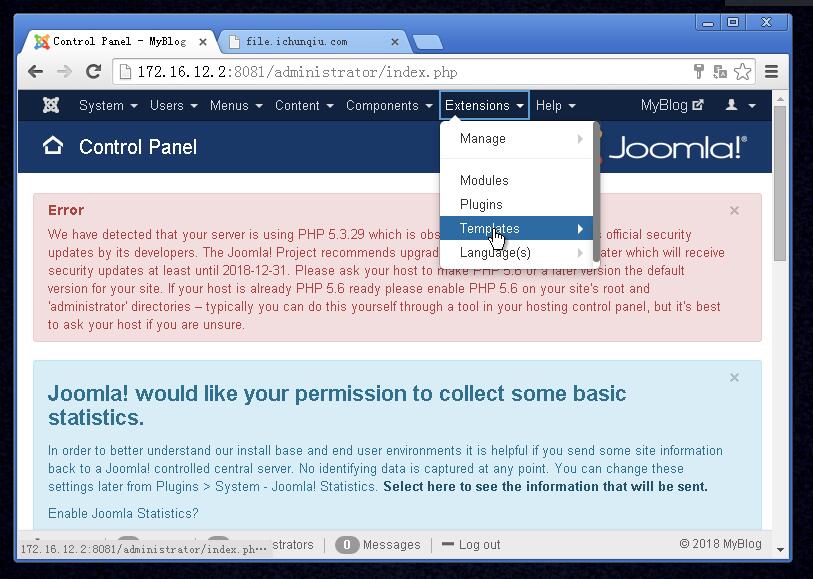 Control Panel - MyBlog
file.ichunqiu.com
172.16.12.2:8081/administrator/index.php
System Users Menus Content Components Extensions Help MyBlog
Control Panel
Joomla!®
Manage
Modules
Plugins
Templates
Language(s)
Error
We have detected that your server is using PHP 5.3.29 which is obs official security
updates by its developers. The Joomla! Project recommends upgrad ater which will receive
security updates at least until 2018-12-31. Please ask your host to make PHP 5.6 or a later version the default
version for your site. If your host is already PHP 5.6 ready please enable PHP 5.6 on your site's root and
'administrator' directories – typically you can do this yourself through a tool in your hosting control panel, but it's best
to ask your host if you are unsure.
Joomla! would like your permission to collect some basic
statistics.
In order to better understand our install base and end user environments it is helpful if you send some site information
back to a Joomla! controlled central server. No identifying data is captured at any point. You can change these
settings later from Plugins > System - Joomla! Statistics. Select here to see the information that will be sent.
Enable Joomla Statistics?
strators 0 Messages Log out © 2018 MyBlog
172.16.12.2:8081/administrator/index.ph...